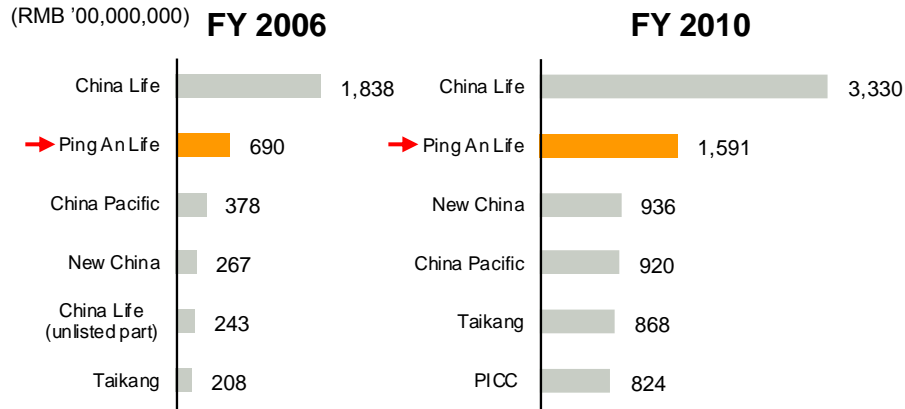 (RMB '00,000,000)
FY 2006
China Life 1,838
Ping An Life 690
China Pacific 378
New China 267
China Life
(unlisted part) 243
Taikang 208
FY 2010
China Life 3,330
Ping An Life 1,591
New China 936
China Pacific 920
Taikang 868
PICC 824